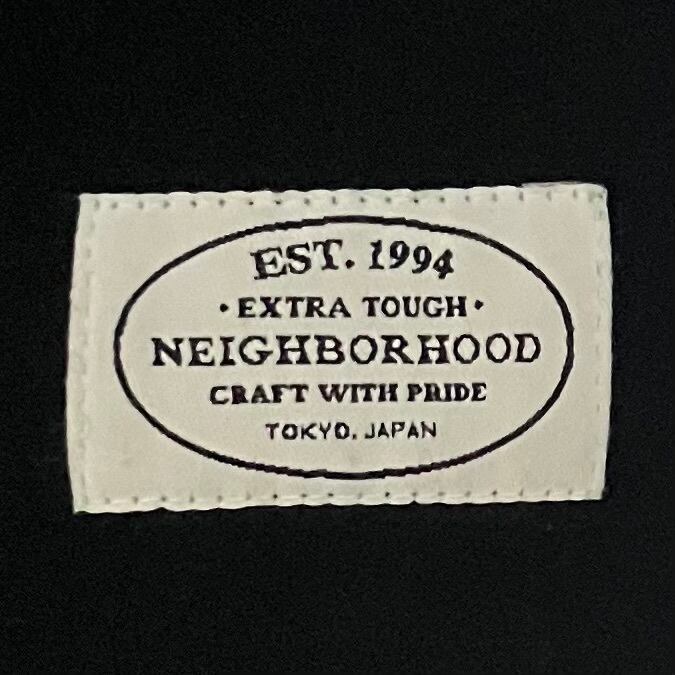 EST. 1994
• EXTRA TOUGH •
NEIGHBORHOOD
CRAFT WITH PRIDE
TOKYO, JAPAN